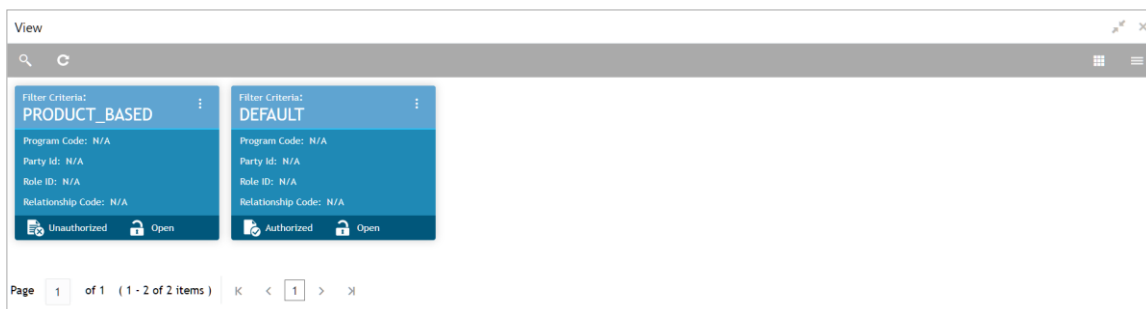 View
Filter Criteria:
PRODUCT_BASED
Program Code: N/A
Party Id: N/A
Role ID: N/A
Relationship Code: N/A
Unauthorized Open
Filter Criteria:
DEFAULT
Program Code: N/A
Party Id: N/A
Role ID: N/A
Relationship Code: N/A
Authorized Open
Page 1 of 1 ( 1 - 2 of 2 items ) 1